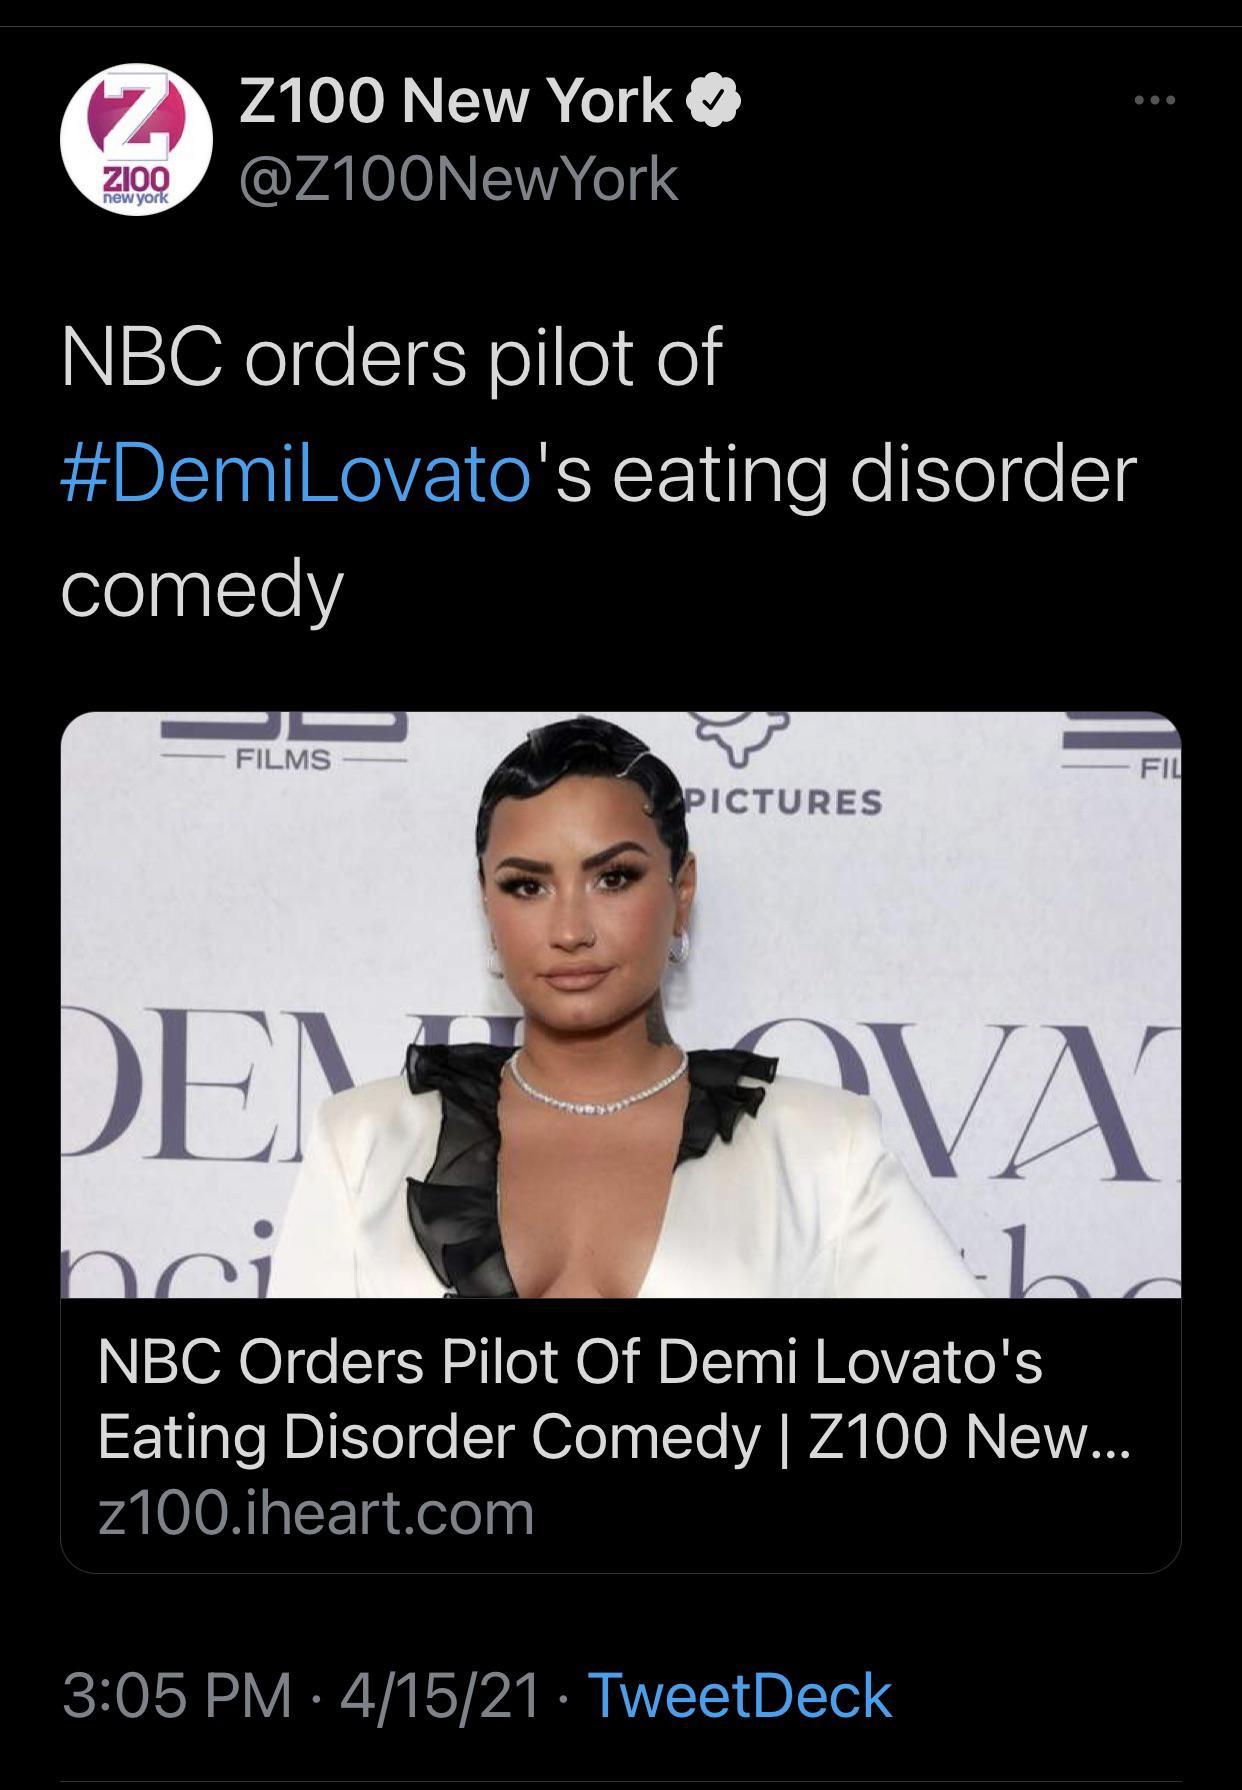 Z
Z100
new york
Z100 New York
@Z100NewYork
NBC orders pilot of
#DemiLovato's eating disorder
comedy
FILMS
PICTURES
FIL
DEM
OVAT
nci
the
NBC Orders Pilot Of Demi Lovato's
Eating Disorder Comedy | Z100 New...
z100.iheart.com
3:05 PM · 4/15/21 · TweetDeck